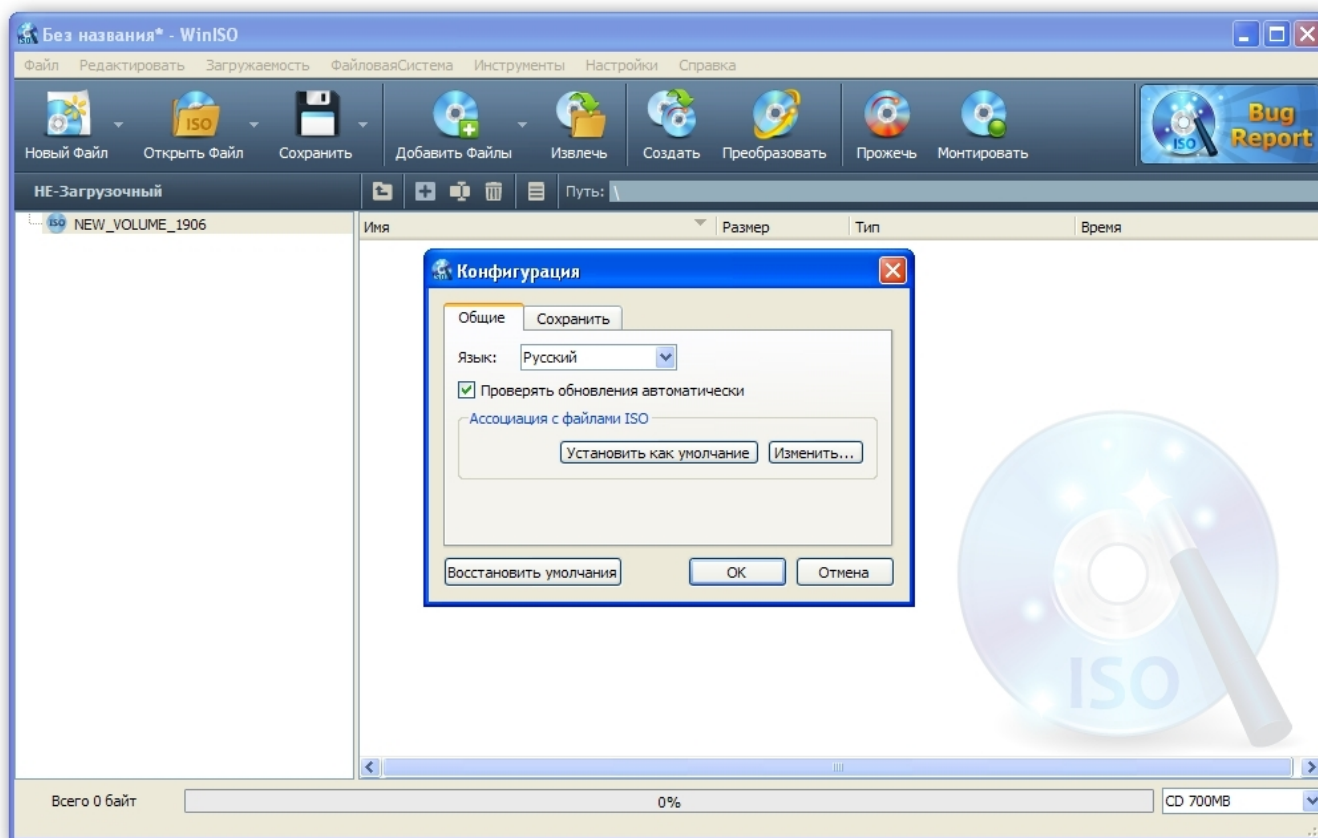 Без названия* - WinISO
Файл Редактировать Загружаемость ФайловаяСистема Инструменты Настройки Справка
ISO
Новый Файл Открыть Файл Сохранить Добавить Файлы Извлечь Создать Преобразовать Прожечь Монтировать
ISO
Bug
Report
НЕ-Загрузочный
Путь: \
ISO NEW_VOLUME_1906
Имя Размер Тип Время
Конфигурация
Общие Сохранить
Язык: Русский
Проверять обновления автоматически
Ассоциация с файлами ISO
Установить как умолчание Изменить...
Восстановить умолчания OK Отмена
ISO
Всего 0 байт 0% CD 700MB